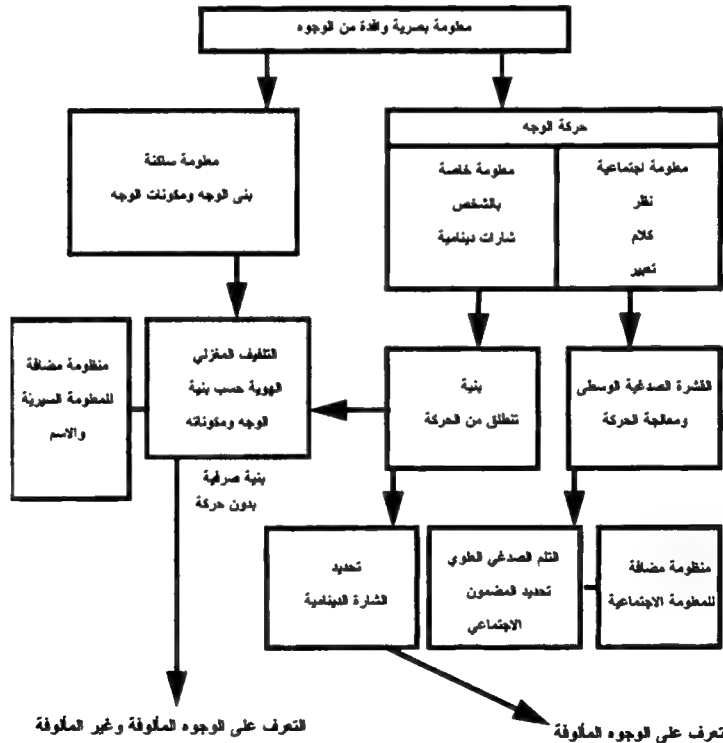 معلومة بصرية وافدة من الوجوه
حركة الوجه
معلومة اجتماعية
نظر
كلام
تعبير
معلومة خاصة
بالشخص
شارات دينامية
معلومة ساكنة
بنى الوجه ومكونات الوجه
القشرة الصدغية الوسطى
ومعالجة الحركة
بنية
تنطلق من الحركة
التلفيف المغزلي
الهوية حسب بنية
الوجه ومكوناته
منظومة مضافة
للمعلومة السيرية
والاسم
بنية صرفية
بدون حركة
منظومة مضافة
للمعلومة الاجتماعية
التلم الصدغي العلوي
تحديد المضمون
الاجتماعي
تحديد
الشارة الدينامية
تعرف على الوجوه المألوفة
التعرف على الوجوه المألوفة وغير المألوفة